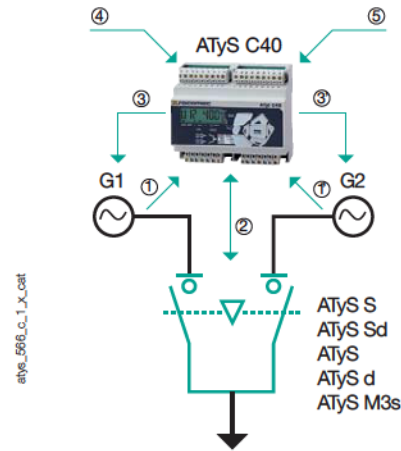 ④
⑤
ATyS C40
③
③'
G1
①
①'
G2
②
ATyS S
ATyS Sd
ATyS
ATyS d
ATyS M3s
atys_566_c_1_x_cat